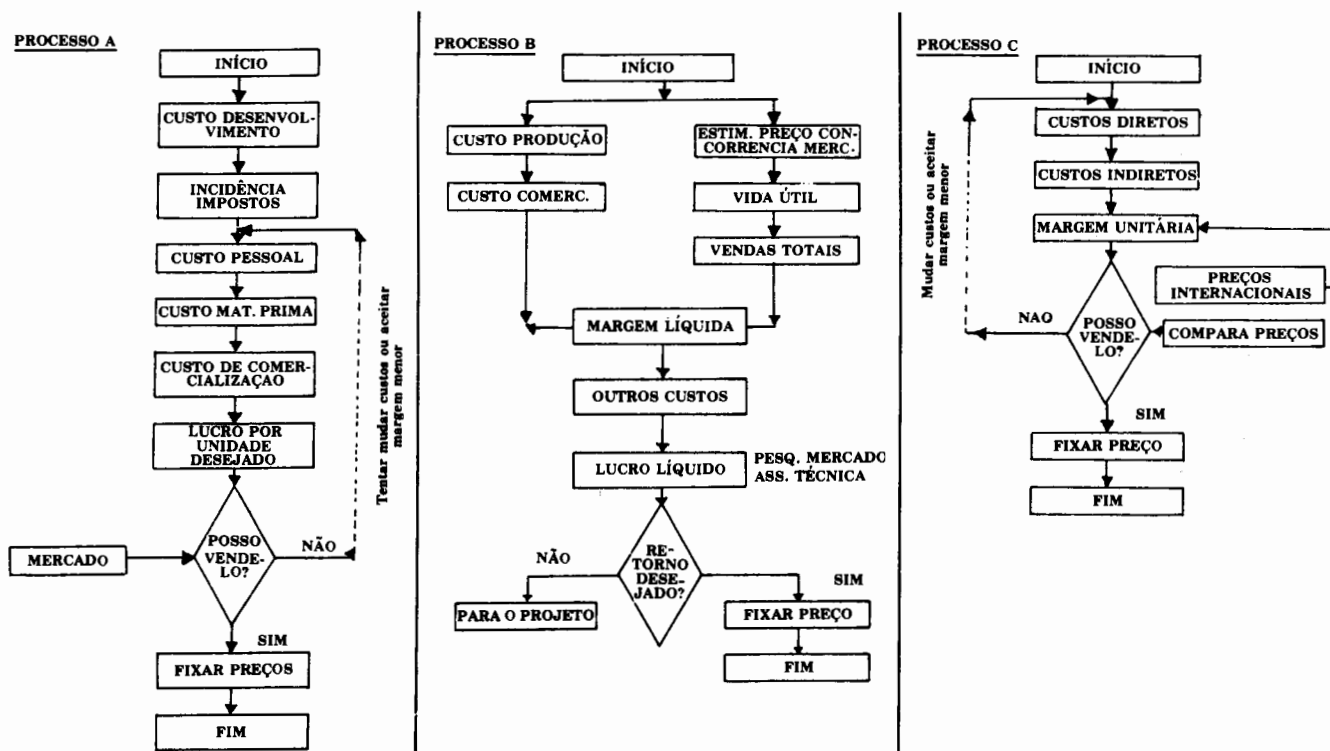 PROCESSO A
INÍCIO
CUSTO DESENVOL-
VIMENTO
INCIDÊNCIA
IMPOSTOS
CUSTO PESSOAL
CUSTO MAT. PRIMA
CUSTO DE COMER-
CIALIZAÇAO
LUCRO POR
UNIDADE
DESEJADO
POSSO
VENDE-
LO?
MERCADO
NÃO
Tentar mudar custos ou aceitar
margem menor
SIM
FIXAR PREÇOS
FIM
PROCESSO B
INÍCIO
CUSTO PRODUÇÃO
CUSTO COMERC.
ESTIM. PREÇO CON-
CORRENCIA MERC.
VIDA ÚTIL
VENDAS TOTAIS
MARGEM LÍQUIDA
OUTROS CUSTOS
LUCRO LÍQUIDO
PESQ. MERCADO
ASS. TÉCNICA
RE-
TORNO
DESE-
JADO?
NÃO
PARA O PROJETO
SIM
FIXAR PREÇO
FIM
PROCESSO C
INÍCIO
CUSTOS DIRETOS
CUSTOS INDIRETOS
MARGEM UNITÁRIA
Mudar custos ou aceitar
margem menor
PREÇOS
INTERNACIONAIS
COMPARA PREÇOS
NAO
POSSO
VENDE-
LO?
SIM
FIXAR PREÇO
FIM